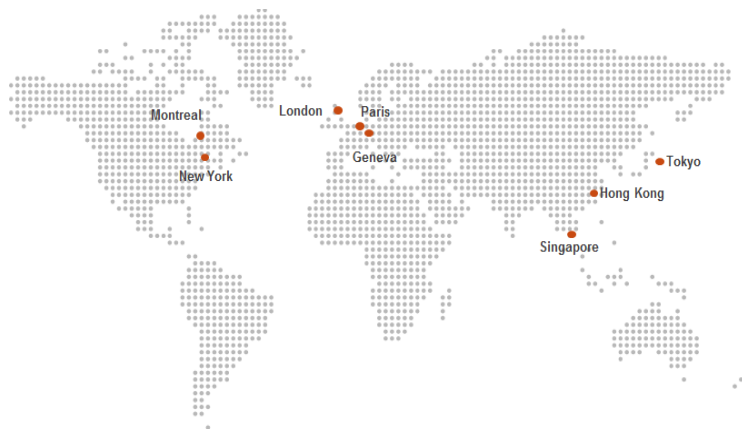 London
Paris
Montreal
Geneva
Tokyo
New York
Hong Kong
Singapore